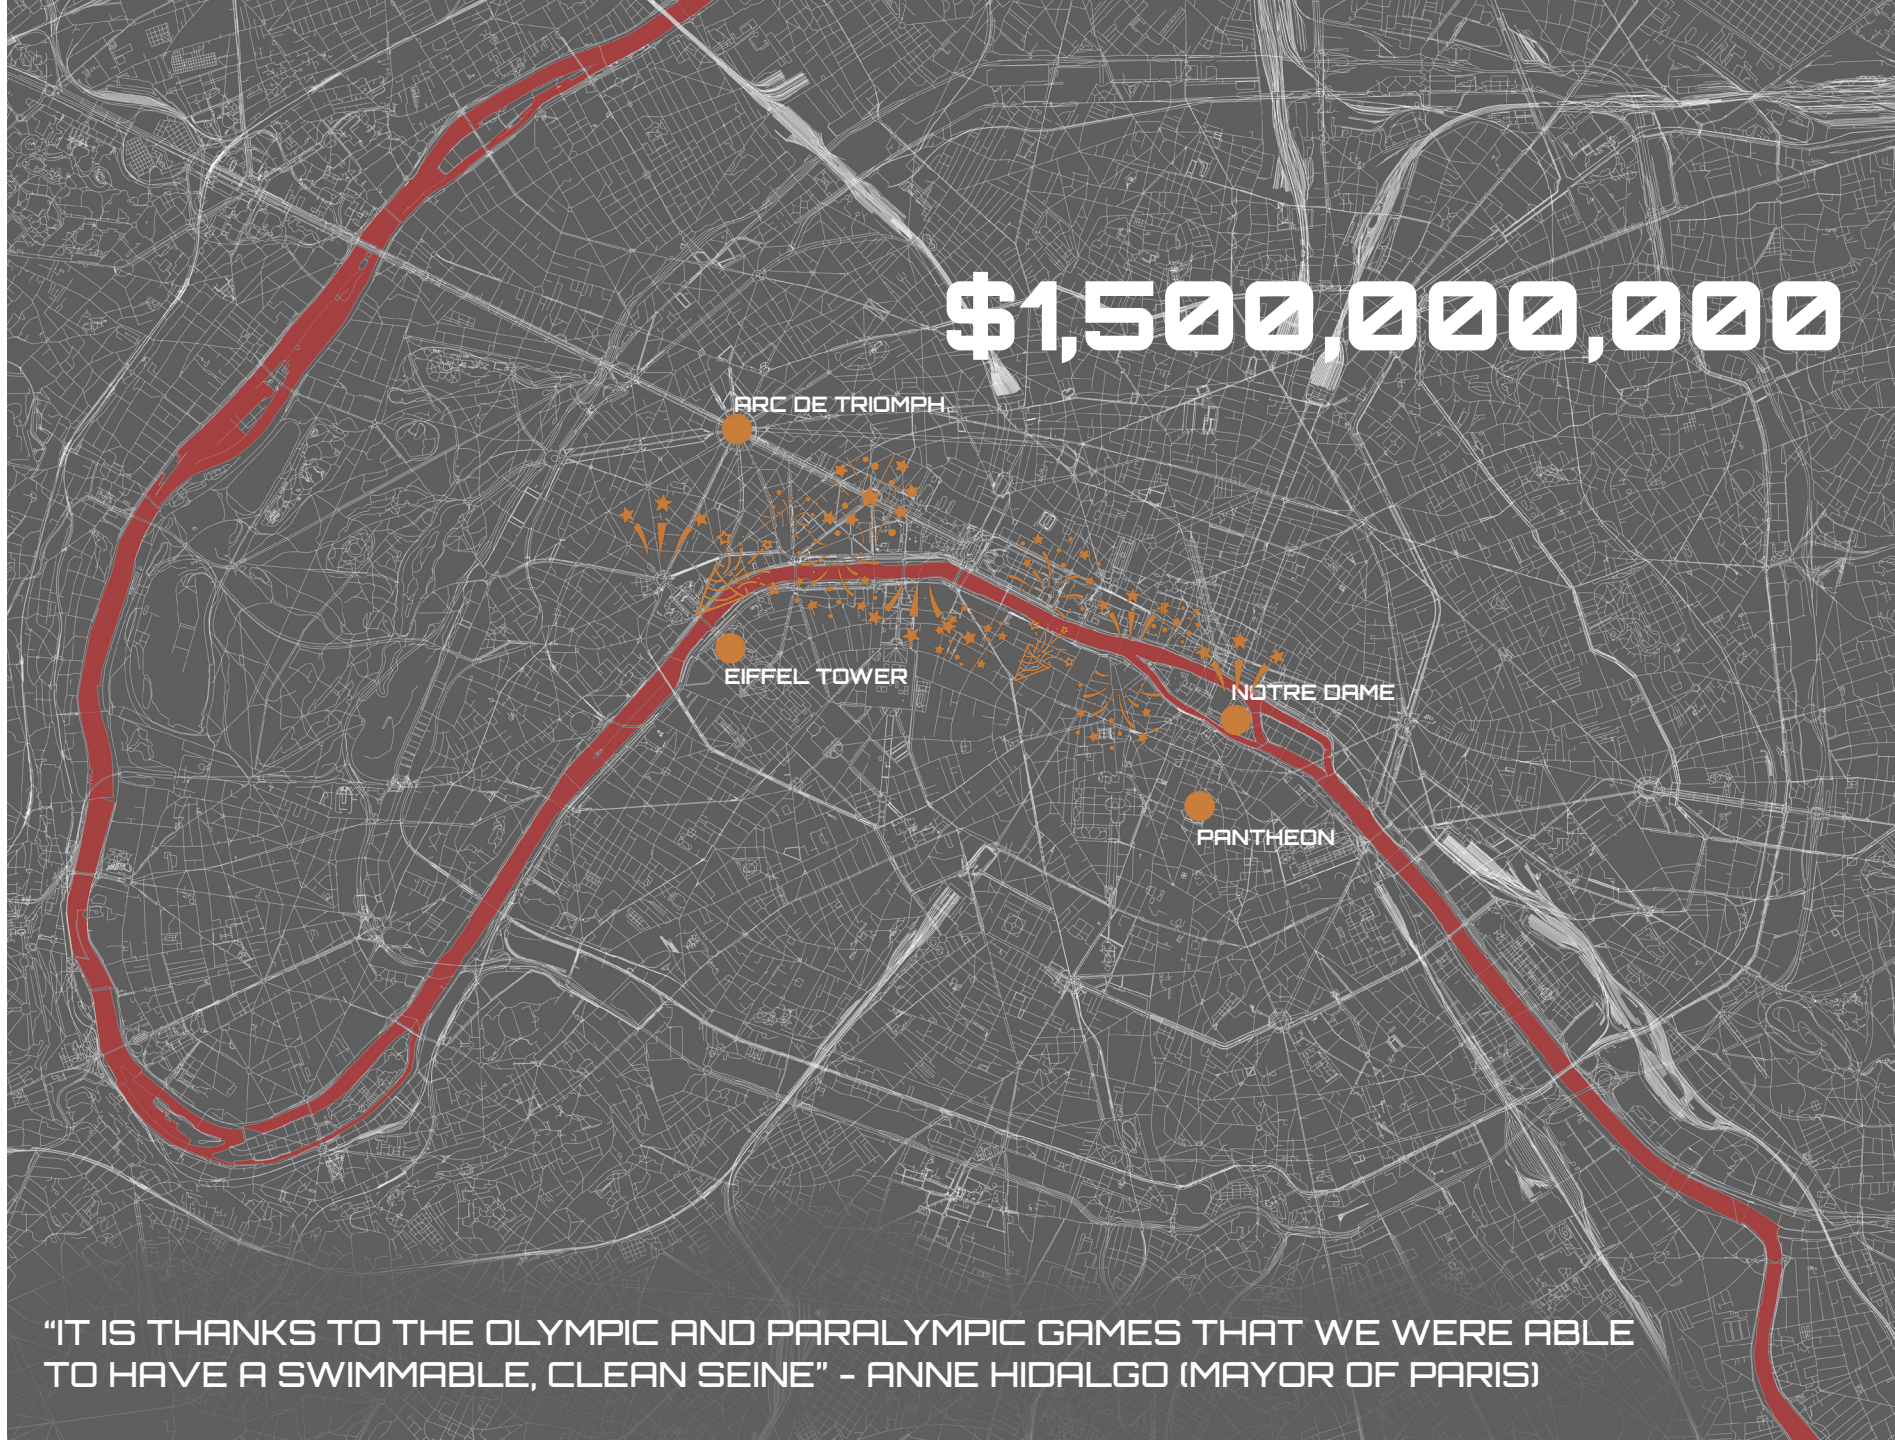 $1,500,000,000
ARC DE TRIOMPH
EIFFEL TOWER
NOTRE DAME
PANTHEON
“IT IS THANKS TO THE OLYMPIC AND PARALYMPIC GAMES THAT WE WERE ABLE
TO HAVE A SWIMMABLE, CLEAN SEINE” - ANNE HIDALGO (MAYOR OF PARIS)